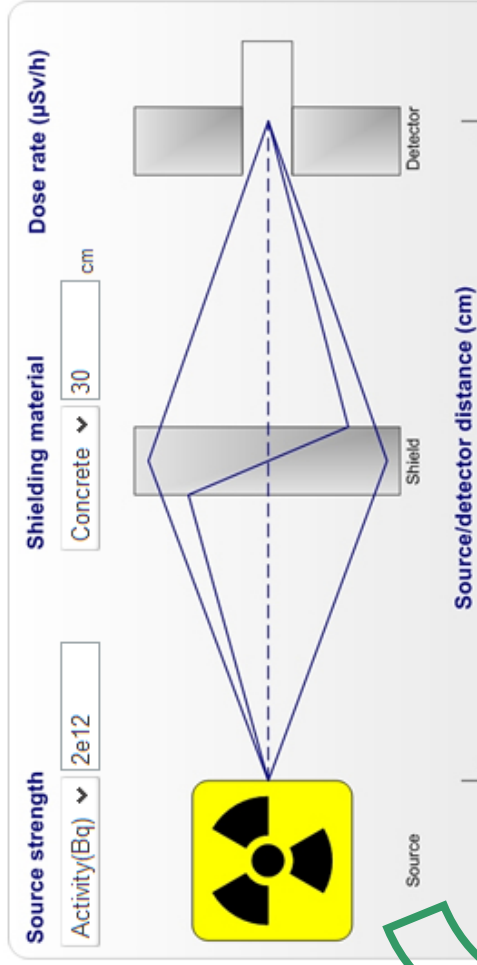 Source strength
Shielding material
Dose rate (µSv/h)
Activity(Bq)
2e12
Concrete
30
cm
Source
Shield
Detector
Source/detector distance (cm)